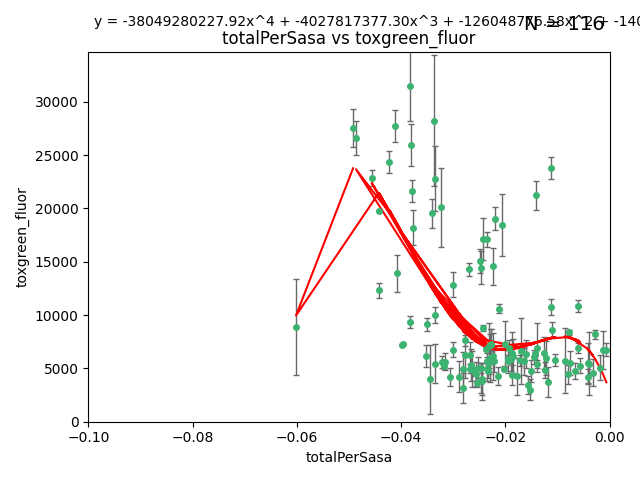 y = -38049280227.92x^4 + -4027817377.30x^3 + + -140
N = 116
totalPerSasa vs toxgreen_fluor
30000
25000
20000
15000
10000
5000
0
toxgreen_fluor
−0.10
−0.08
−0.06
−0.04
−0.02
0.00
totalPerSasa